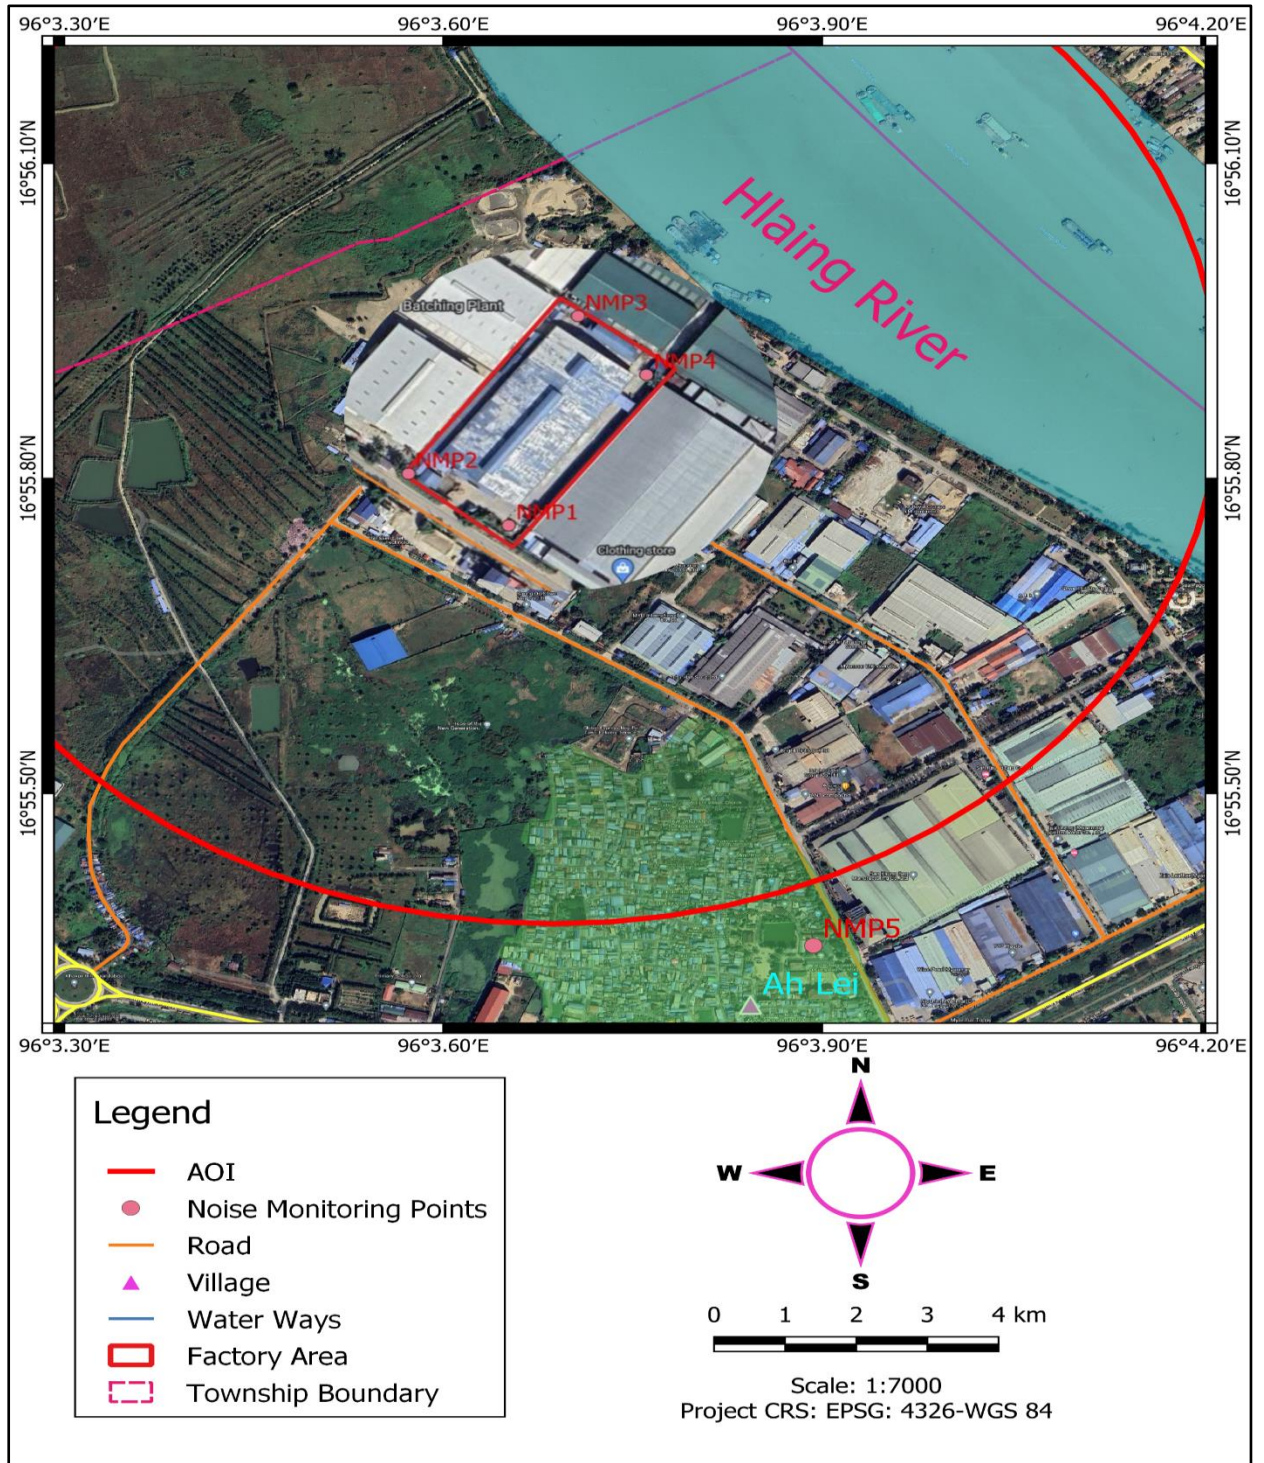 96°3.30′E 96°3.60′E 96°3.90′E 96°4.20′E
16°56.10′N
16°56.10′N
Hlaing River
Batching Plant
NMP3
NMP4
NMP2
16°55.80′N
16°55.80′N
NMP1
Clothing store
16°55.50′N
16°55.50′N
NMP5
Ah Lei
96°3.30′E 96°3.60′E 96°3.90′E 96°4.20′E
Legend
AOI
Noise Monitoring Points
Road
Village
Water Ways
Factory Area
Township Boundary
N
W
E
S
0 1 2 3 4 km
Scale: 1:7000
Project CRS: EPSG: 4326-WGS 84